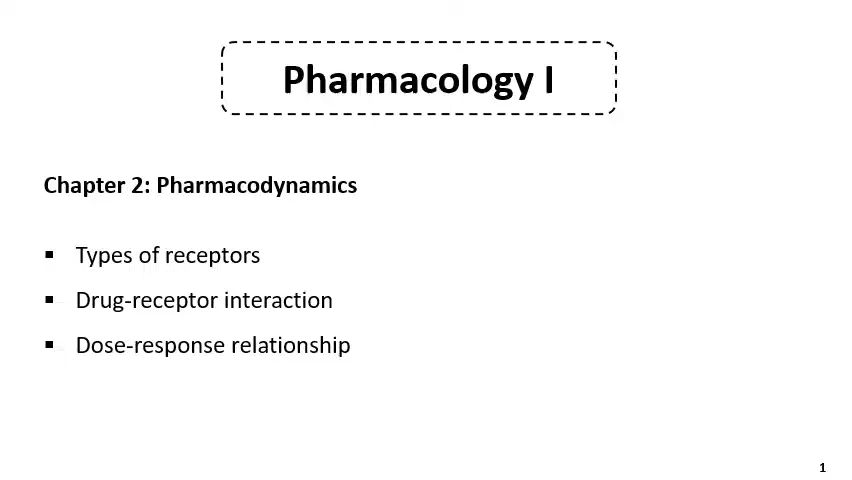 Pharmacology I
Chapter 2: Pharmacodynamics
▪ Types of receptors
▪ Drug-receptor interaction
▪ Dose-response relationship
1